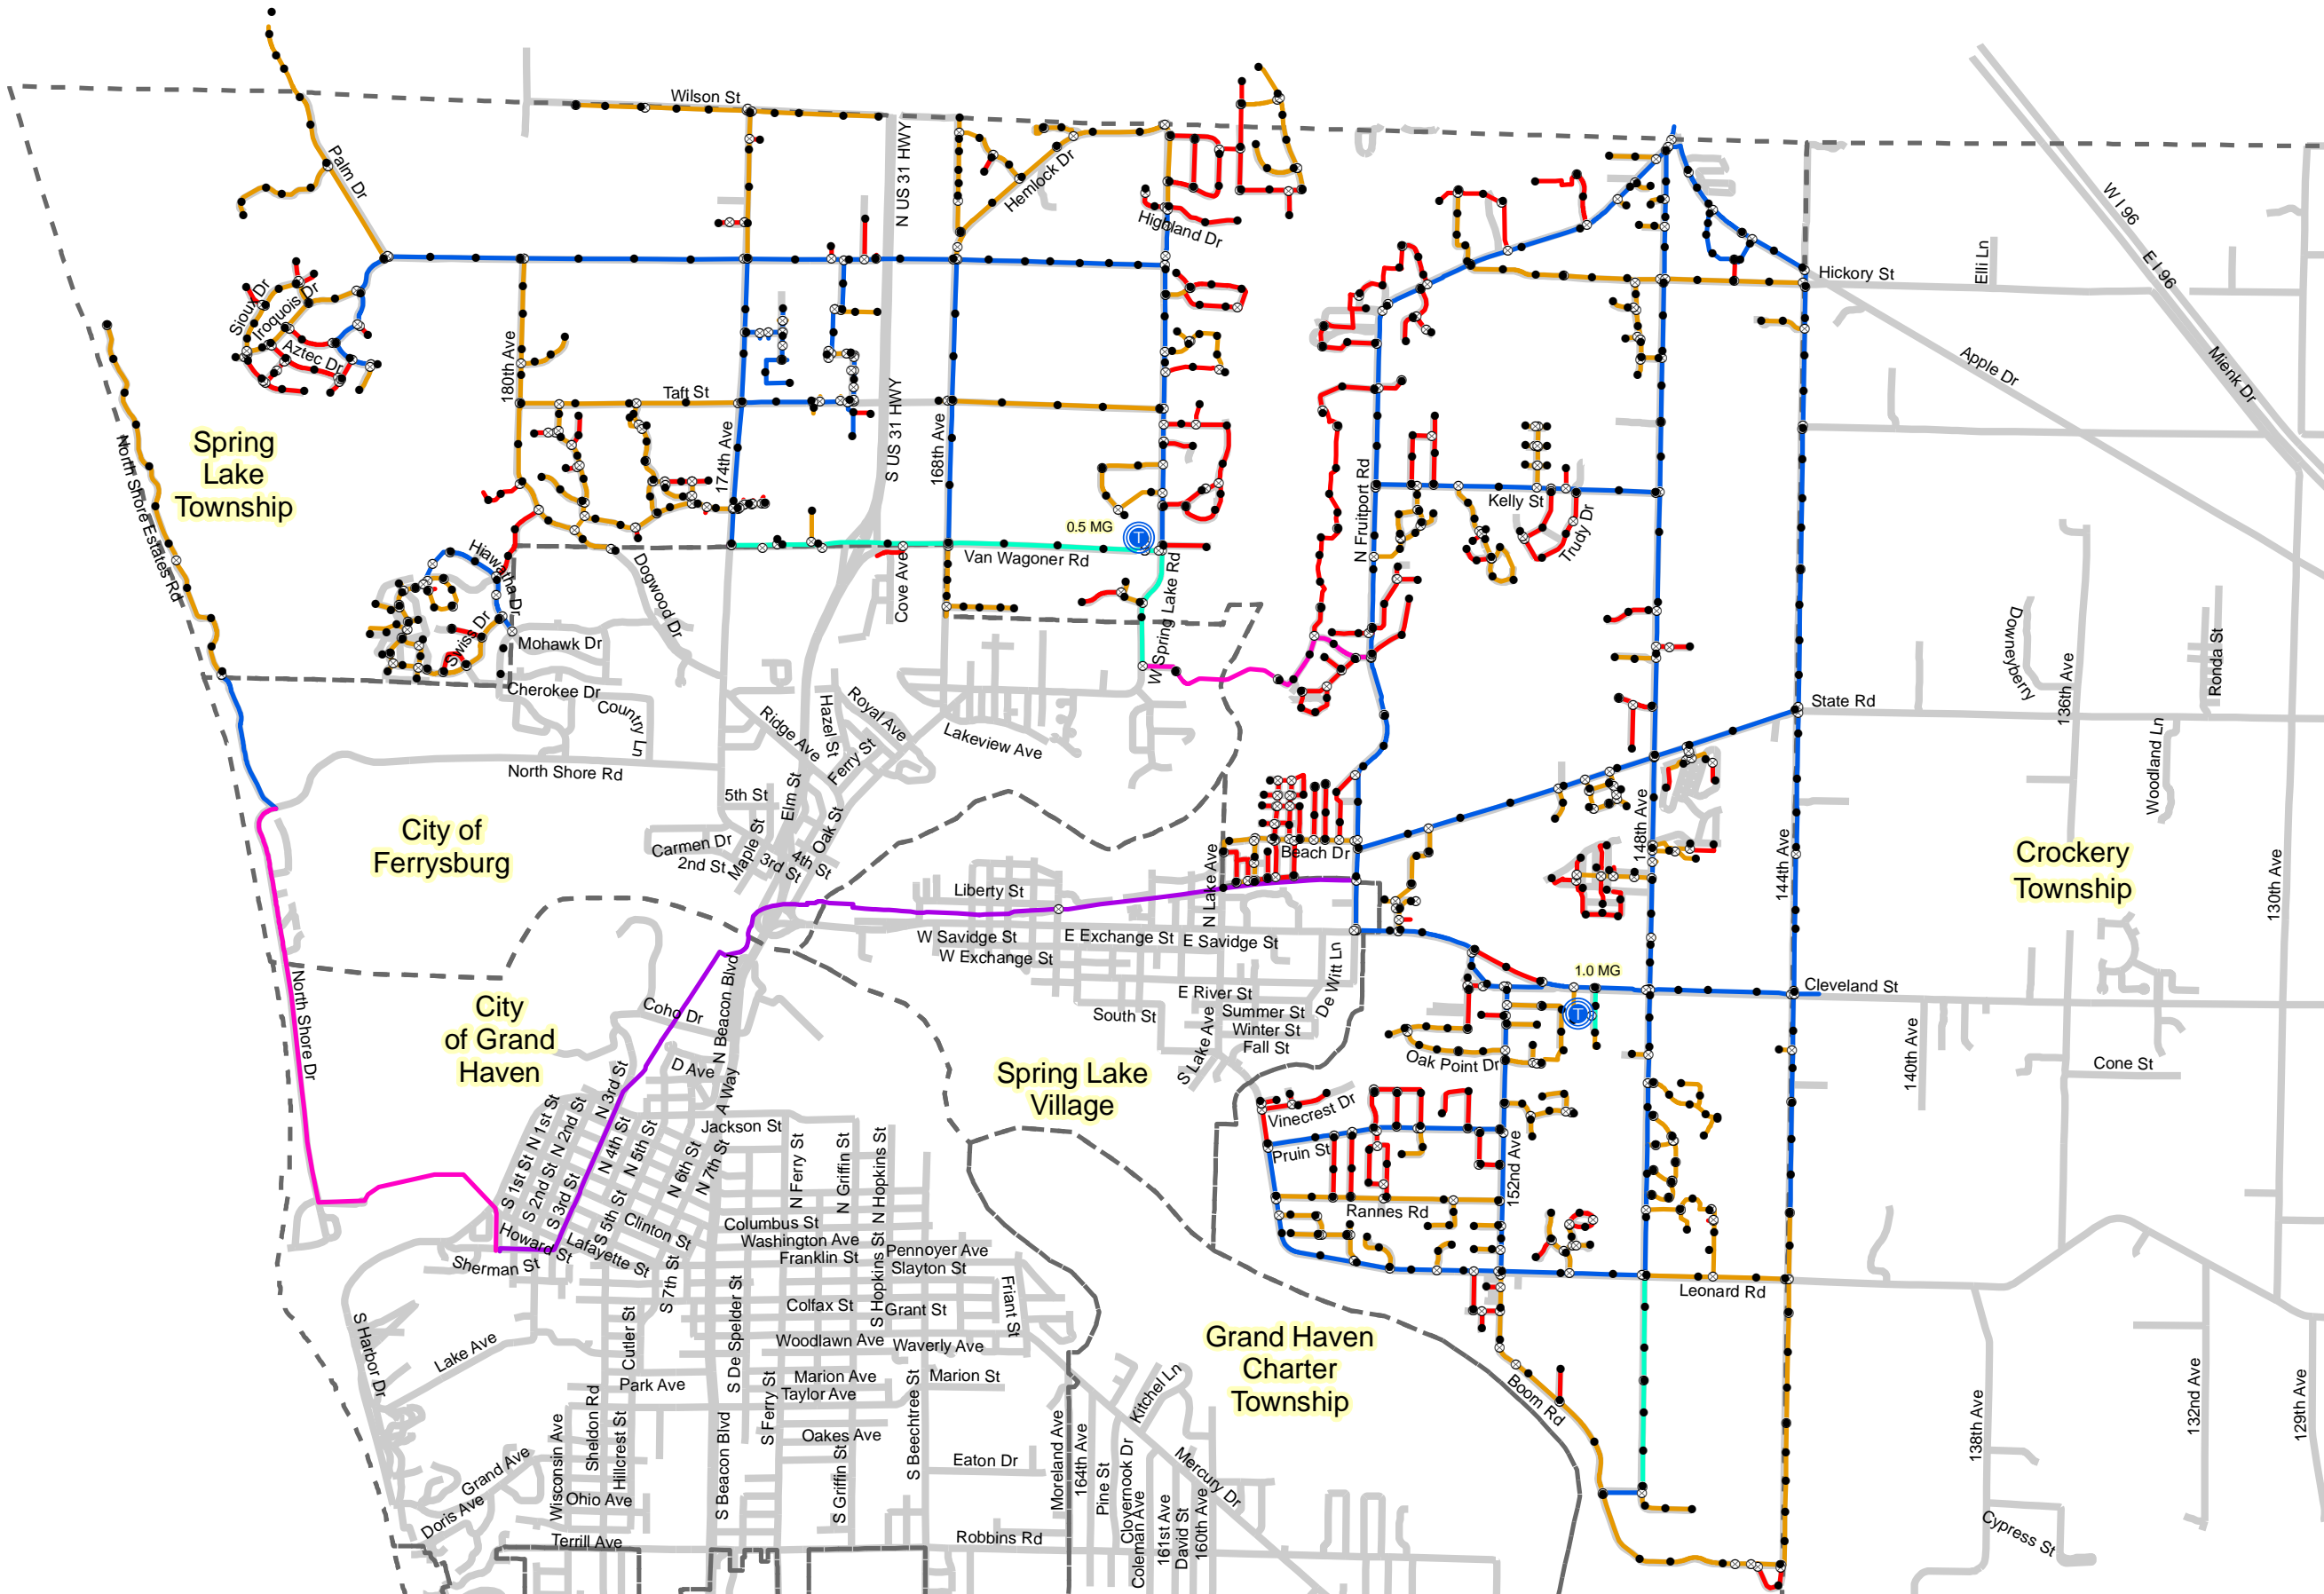 Wilson St
Palm Dr
N US 31 HWY
Hemlock Dr
Highland Dr
W I 96
E I 96
Hickory St
Elli Ln
Sioux Dr
Iroquois Dr
Aztec Dr
180th Ave
Taft St
174th Ave
S US 31 HWY
168th Ave
Apple Dr
Mienk Dr
Spring
Lake
Township
North Shore Estates Rd
N Fruitport Rd
Kelly St
Trudy Dr
0.5 MG
T
Van Wagoner Rd
Hiawatha Dr
Dogwood Dr
Cove Ave
W Spring Lake Rd
Swiss Dr
Mohawk Dr
Cherokee Dr
Country Ln
Downeyberry
136th Ave
Ronda St
State Rd
Woodland Ln
Ridge Ave
Hazel St
Royal Ave
Ferry St
Lakeview Ave
North Shore Rd
5th St
Elm St
Oak St
Carmen Dr
2nd St
Maple St
3rd St
4th St
City of
Ferrysburg
Beach Dr
N Lake Ave
148th Ave
144th Ave
Crockery
Township
130th Ave
Liberty St
W Savidge St
E Exchange St
E Savidge St
W Exchange St
De Witt Ln
1.0 MG
T
Cleveland St
North Shore Dr
City
of Grand
Haven
Coho Dr
N Beacon Blvd
E River St
Summer St
South St
Winter St
Fall St
S Lake Ave
Oak Point Dr
140th Ave
Cone St
D Ave
A Way
Spring Lake
Village
Vinecrest Dr
Pruin St
152nd Ave
Rannes Rd
N 1st St
N 2nd St
N 3rd St
N 4th St
N 5th St
N 6th St
N 7th St
Jackson St
N Ferry St
N Griffin St
N Hopkins St
S 1st St
S 2nd St
S 3rd St
S 5th St
Clinton St
Columbus St
Washington Ave
Franklin St
Pennoyer Ave
Slayton St
Howard St
Lafayette St
Sherman St
S 7th St
S De Spelder St
Colfax St
S Hopkins St
Grant St
Friant St
Leonard Rd
S Harbor Dr
Lake Ave
Cutler St
Woodlawn Ave
Waverly Ave
Grand Haven
Charter
Township
Park Ave
S Ferry St
Marion Ave
Taylor Ave
Marion St
Kitchel Ln
Boom Rd
Sheldon Rd
Hillcrest St
Wisconsin Ave
S Beacon Blvd
Oakes Ave
S Griffin St
S Beechtree St
Eaton Dr
Moreland Ave
164th Ave
Pine St
Cloyernook Dr
Coleman Ave
161st Ave
David St
160th Ave
Mercury Dr
138th Ave
132nd Ave
129th Ave
Grand Ave
Doris Ave
Ohio Ave
Terrill Ave
Robbins Rd
Cypress St